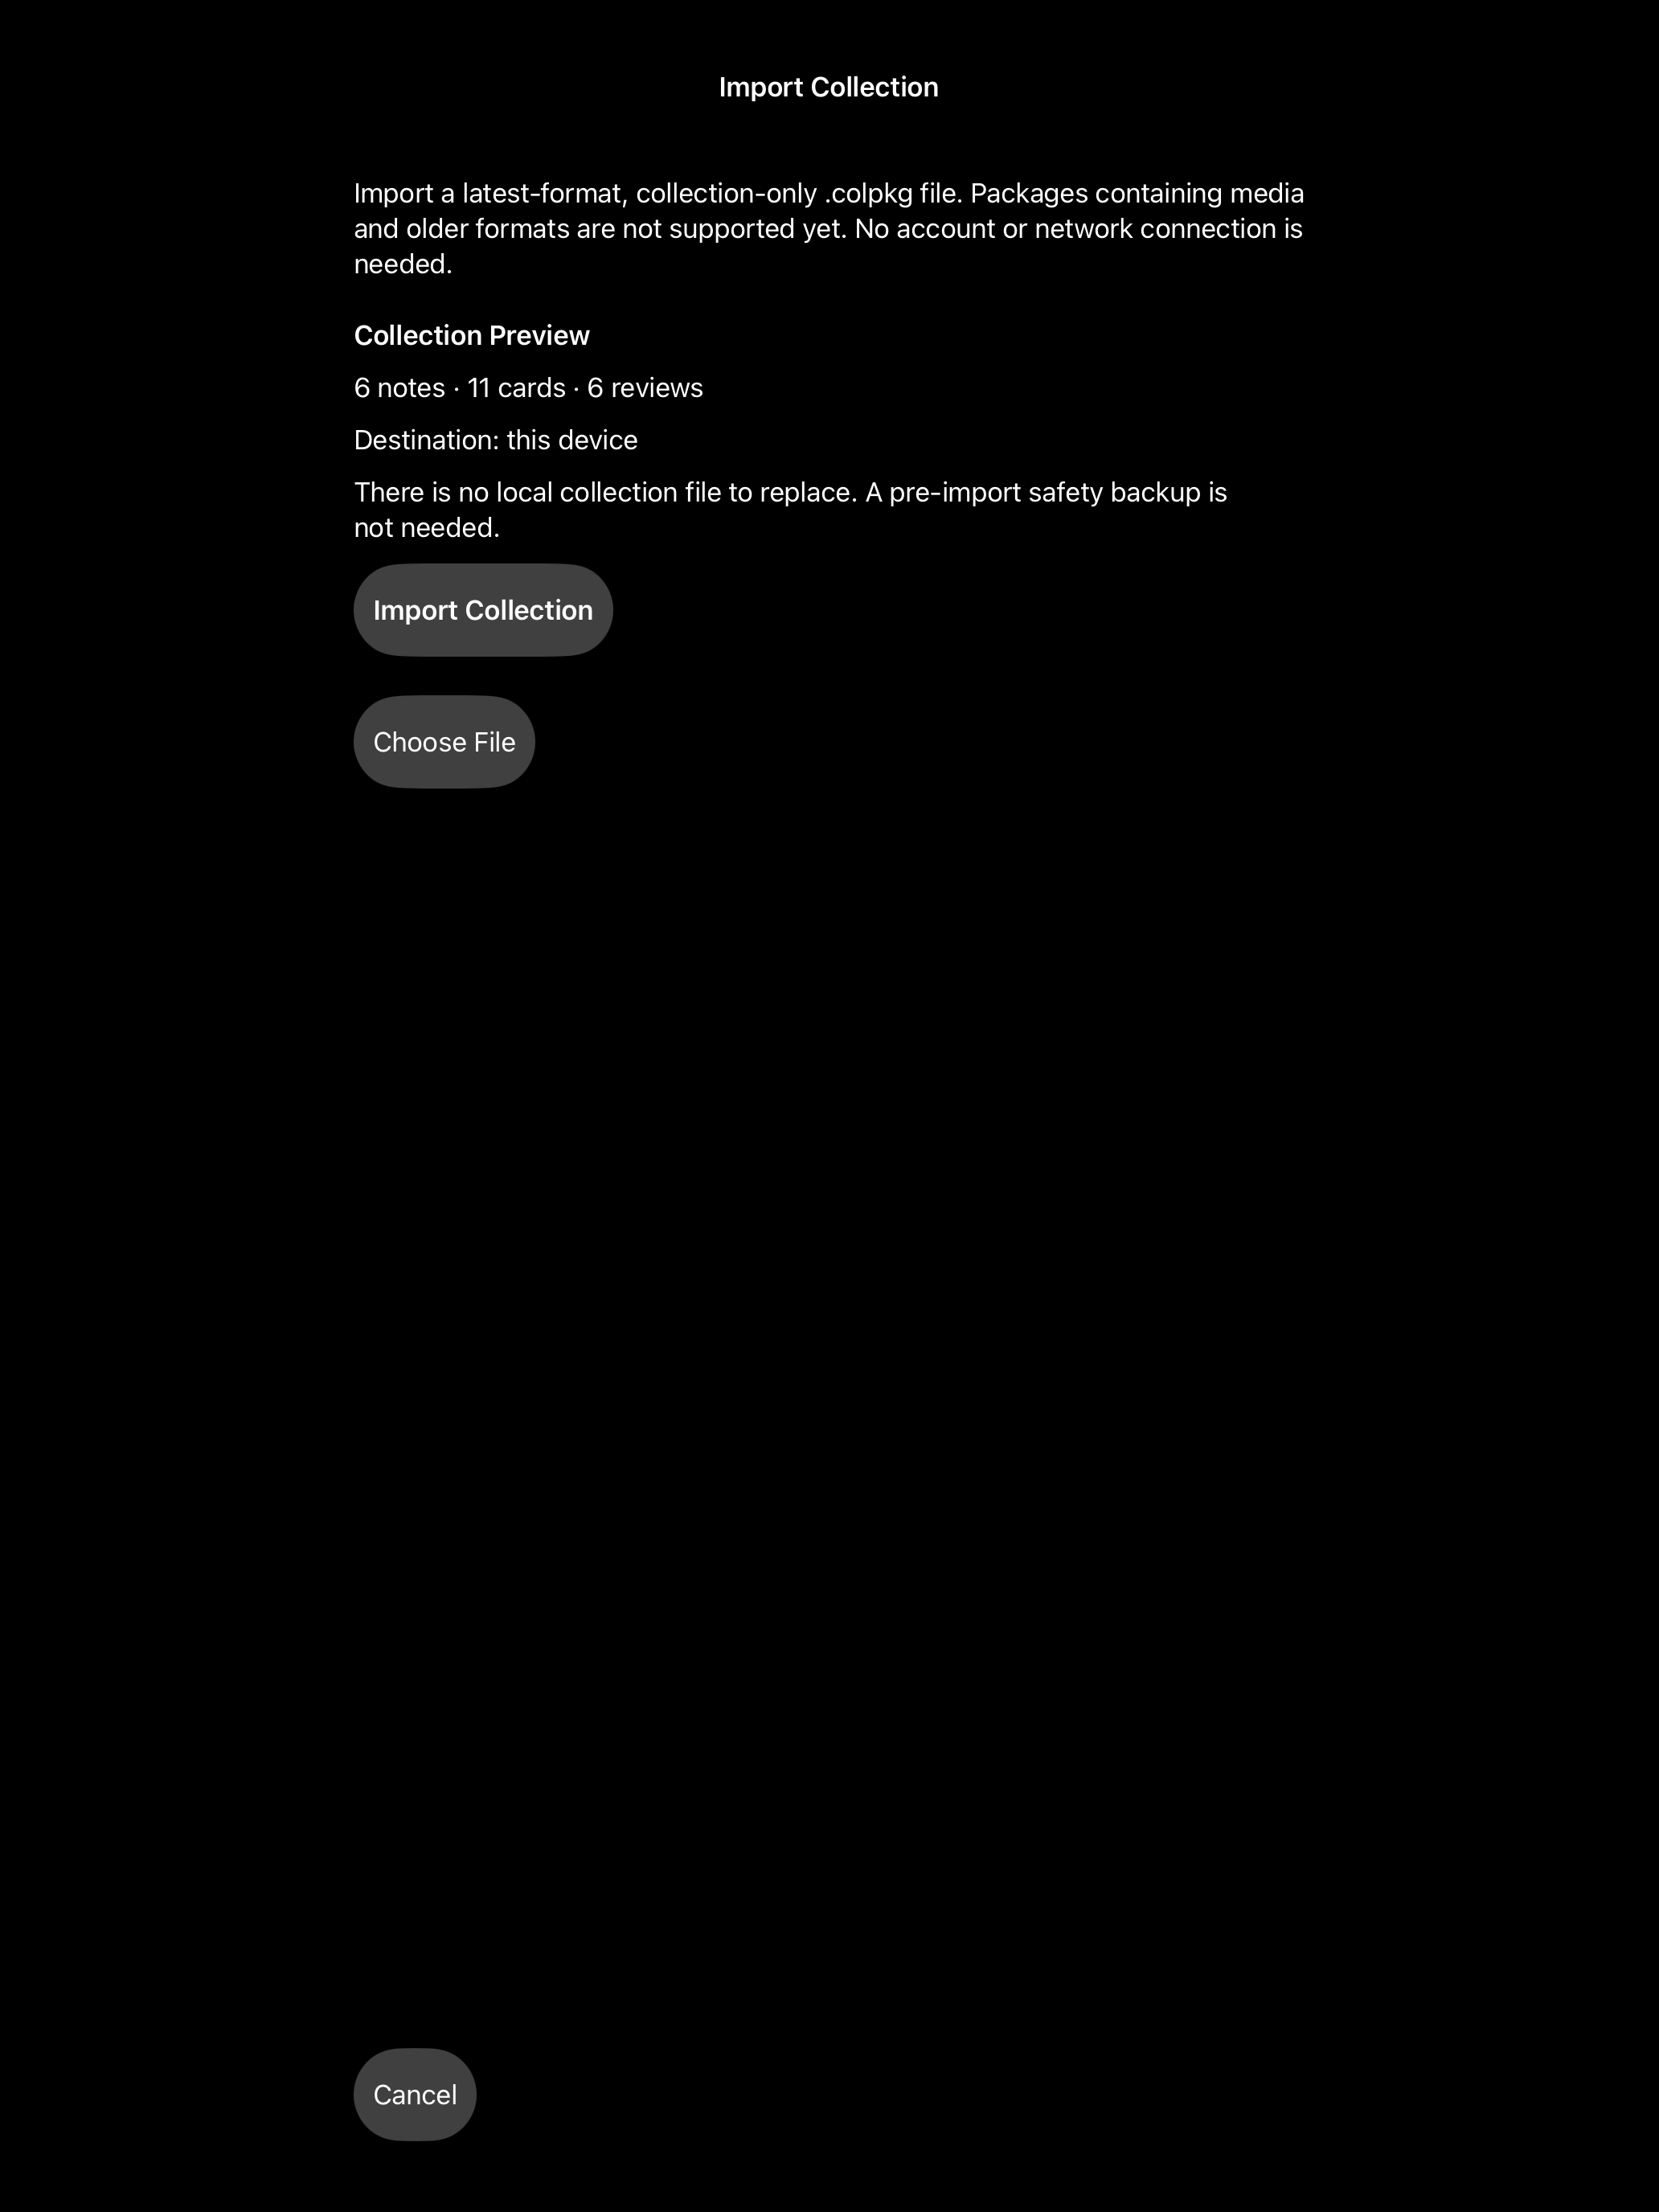 Import Collection
Import a latest-format, collection-only .colpkg file. Packages containing media
and older formats are not supported yet. No account or network connection is
needed.
Collection Preview
6 notes · 11 cards · 6 reviews
Destination: this device
There is no local collection file to replace. A pre-import safety backup is
not needed.
Import Collection
Choose File
Cancel